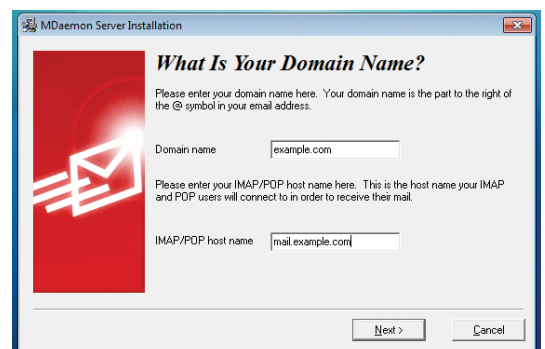 MDaemon Server Installation
What Is Your Domain Name?
Please enter your domain name here. Your domain name is the part to the right of
the @ symbol in your email address.
Domain name
example.com
Please enter your IMAP/POP host name here. This is the host name your IMAP
and POP users will connect to in order to receive their mail.
IMAP/POP host name
mail.example.com
Next >
Cancel